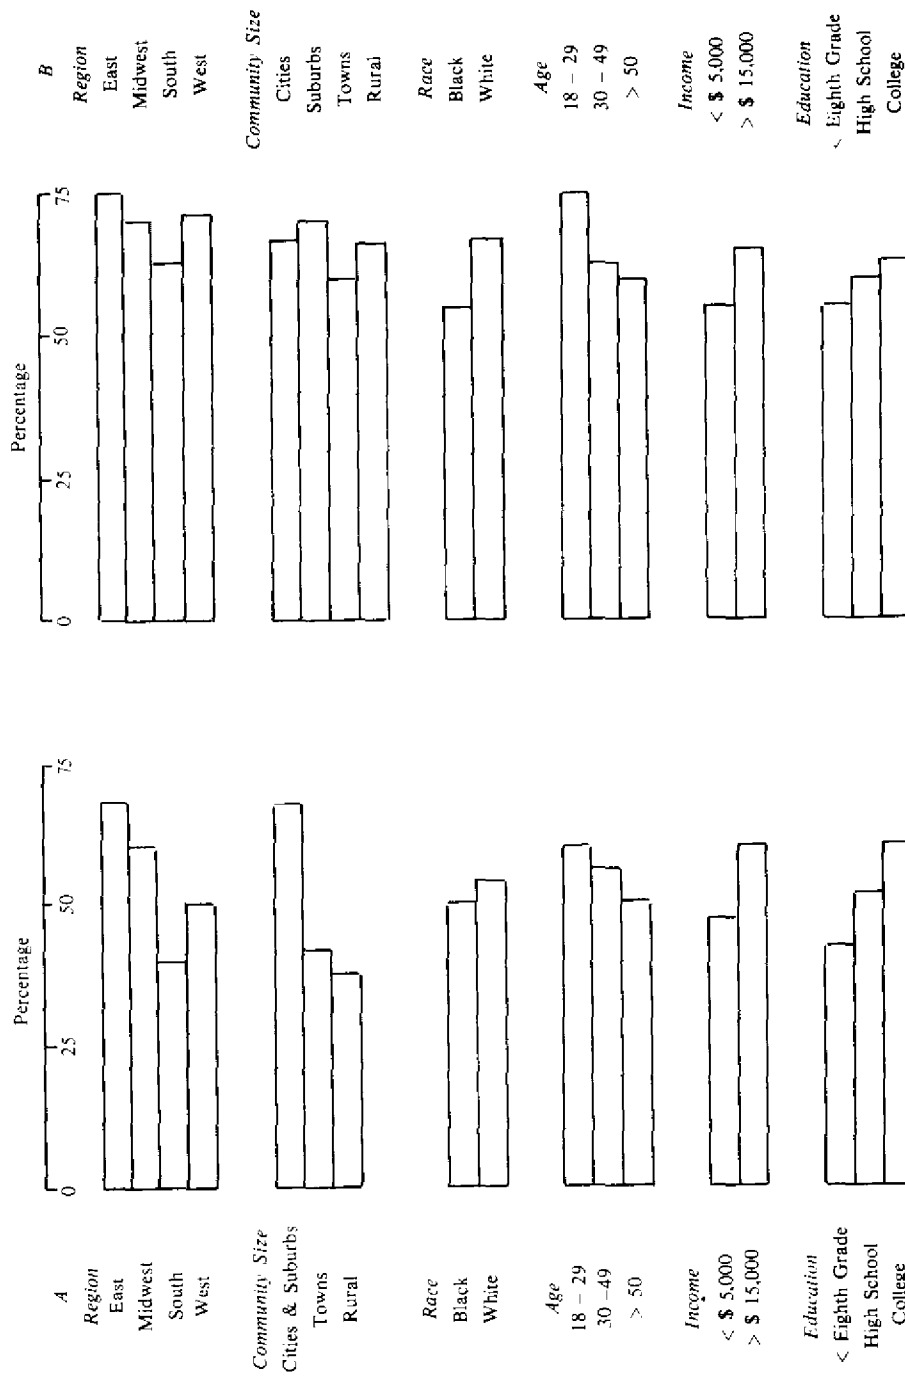 A
Percentage
0 25 50 75
Region
East
Midwest
South
West
Community Size
Cities & Suburbs
Towns
Rural
Race
Black
White
Age
18 – 29
30 –49
> 50
Income
< $ 5,000
> $ 15,000
Education
< Eighth Grade
High School
College
B
Percentage
0 25 50 75
Region
East
Midwest
South
West
Community Size
Cities
Suburbs
Towns
Rural
Race
Black
White
Age
18 – 29
30 – 49
> 50
Income
< $ 5,000
> $ 15,000
Education
< Eighth Grade
High School
College